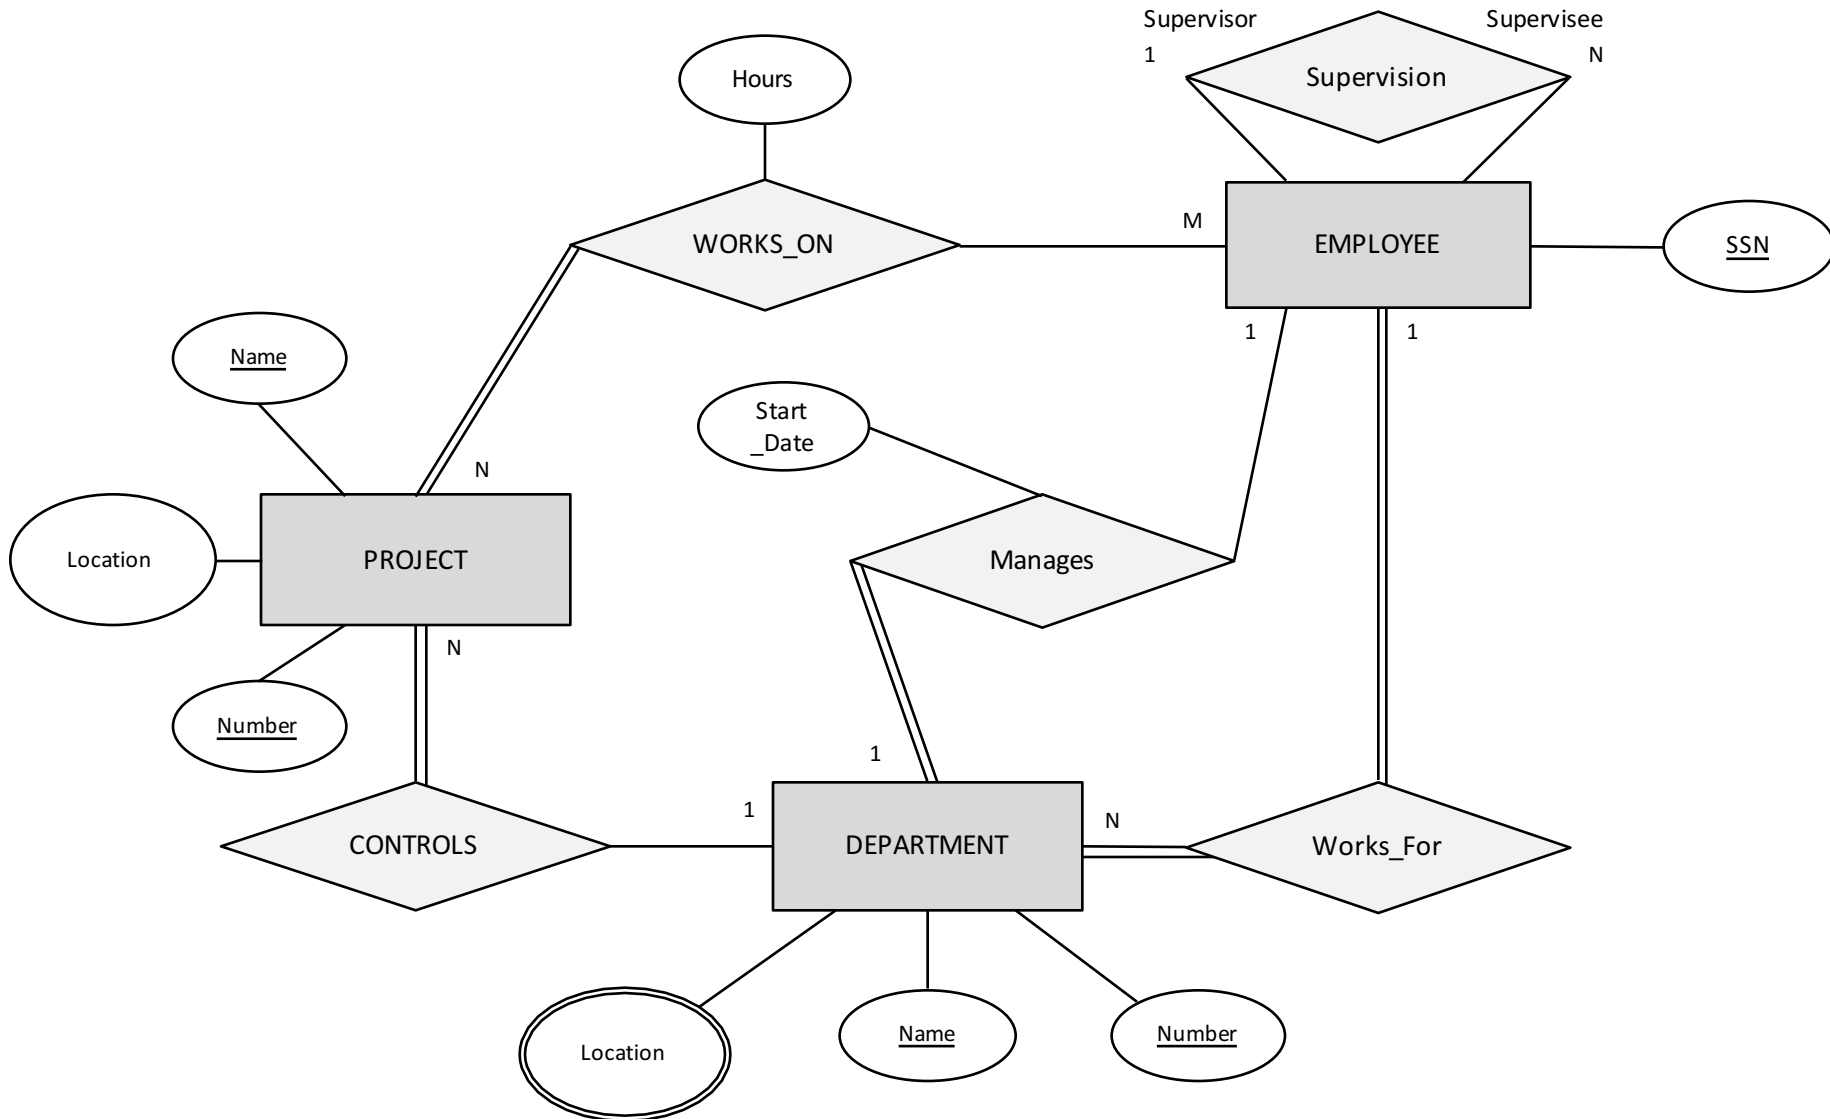 Supervisor
Supervisee
1
N
Supervision
Hours
WORKS_ON
M
EMPLOYEE
SSN
1
1
Name
Start
_Date
N
Location
PROJECT
Manages
N
Number
1
1
N
CONTROLS
DEPARTMENT
Works_For
Location
Name
Number